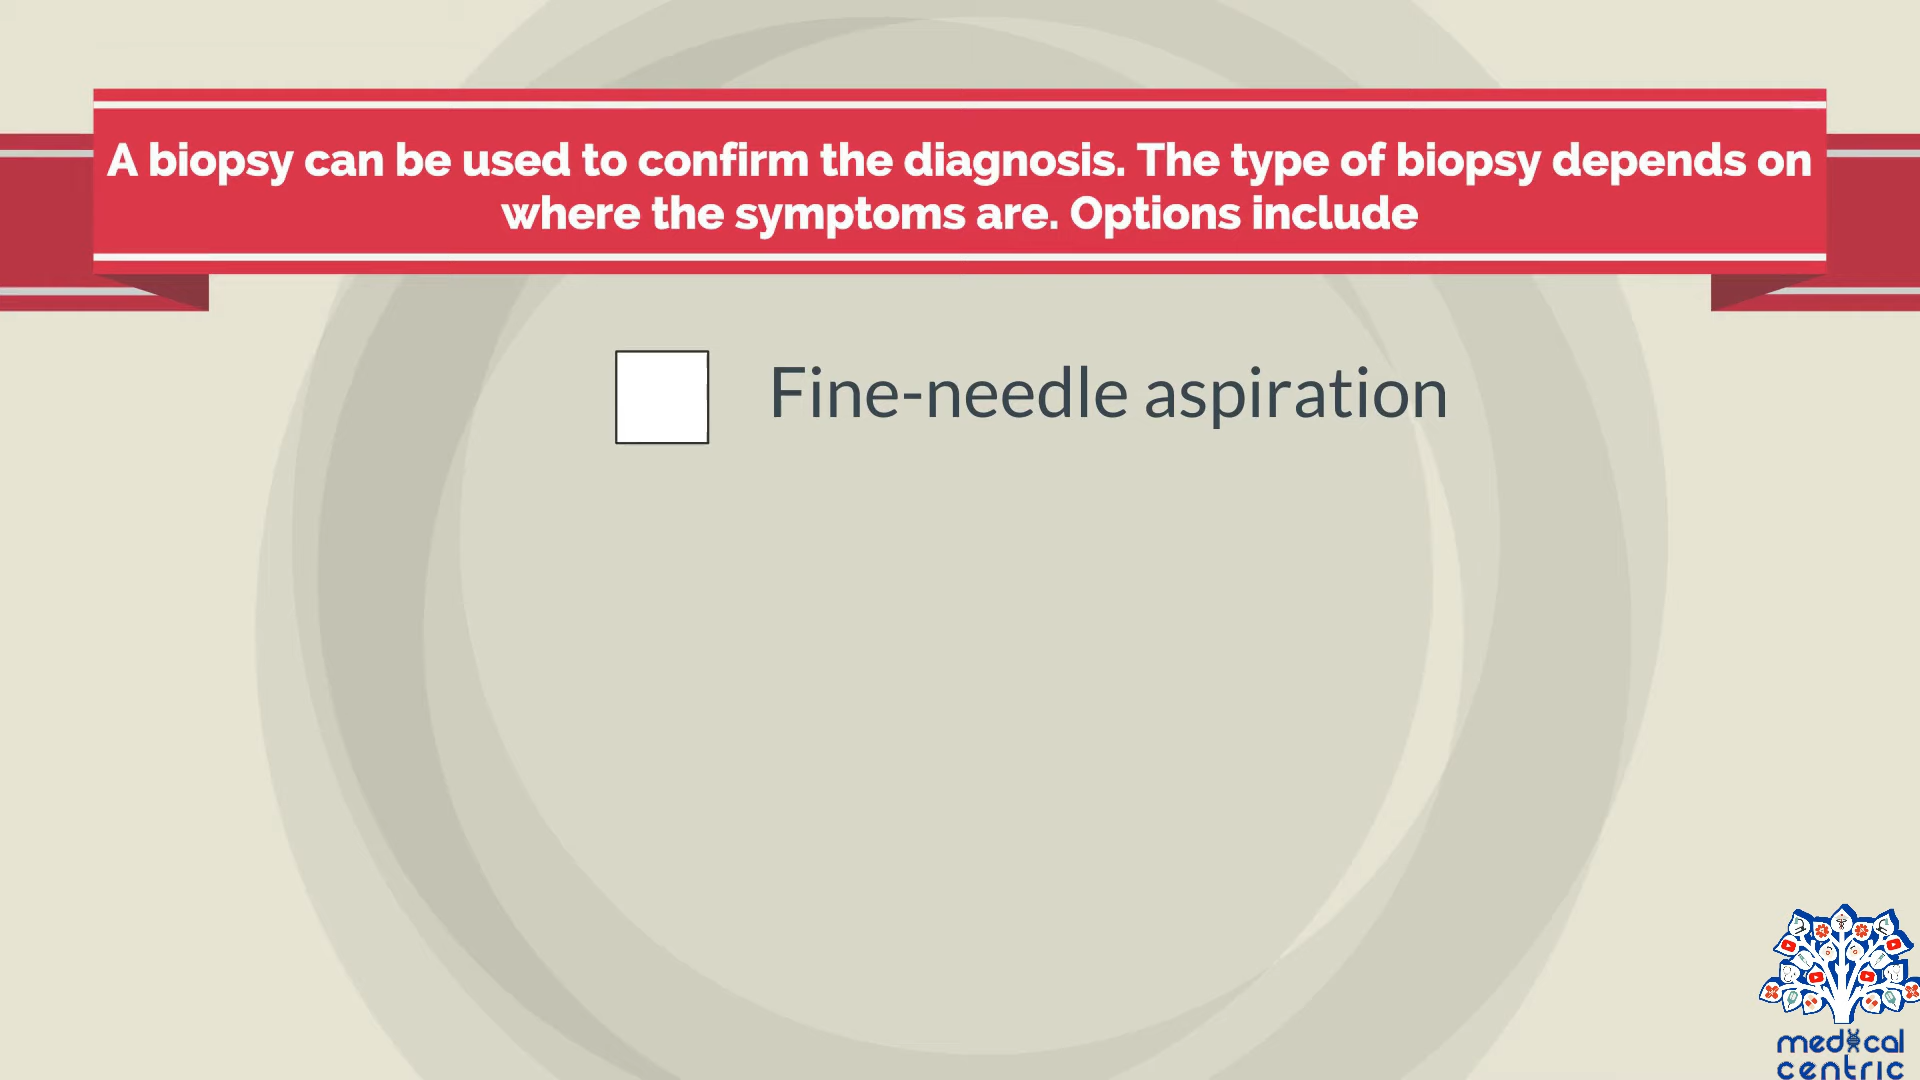 A biopsy can be used to confirm the diagnosis. The type of biopsy depends on
where the symptoms are. Options include
Fine-needle aspiration
medical
centric